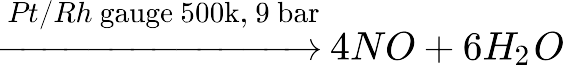 Pt/Rh gauge 500k, 9 bar
⟶ 4NO + 6H₂O